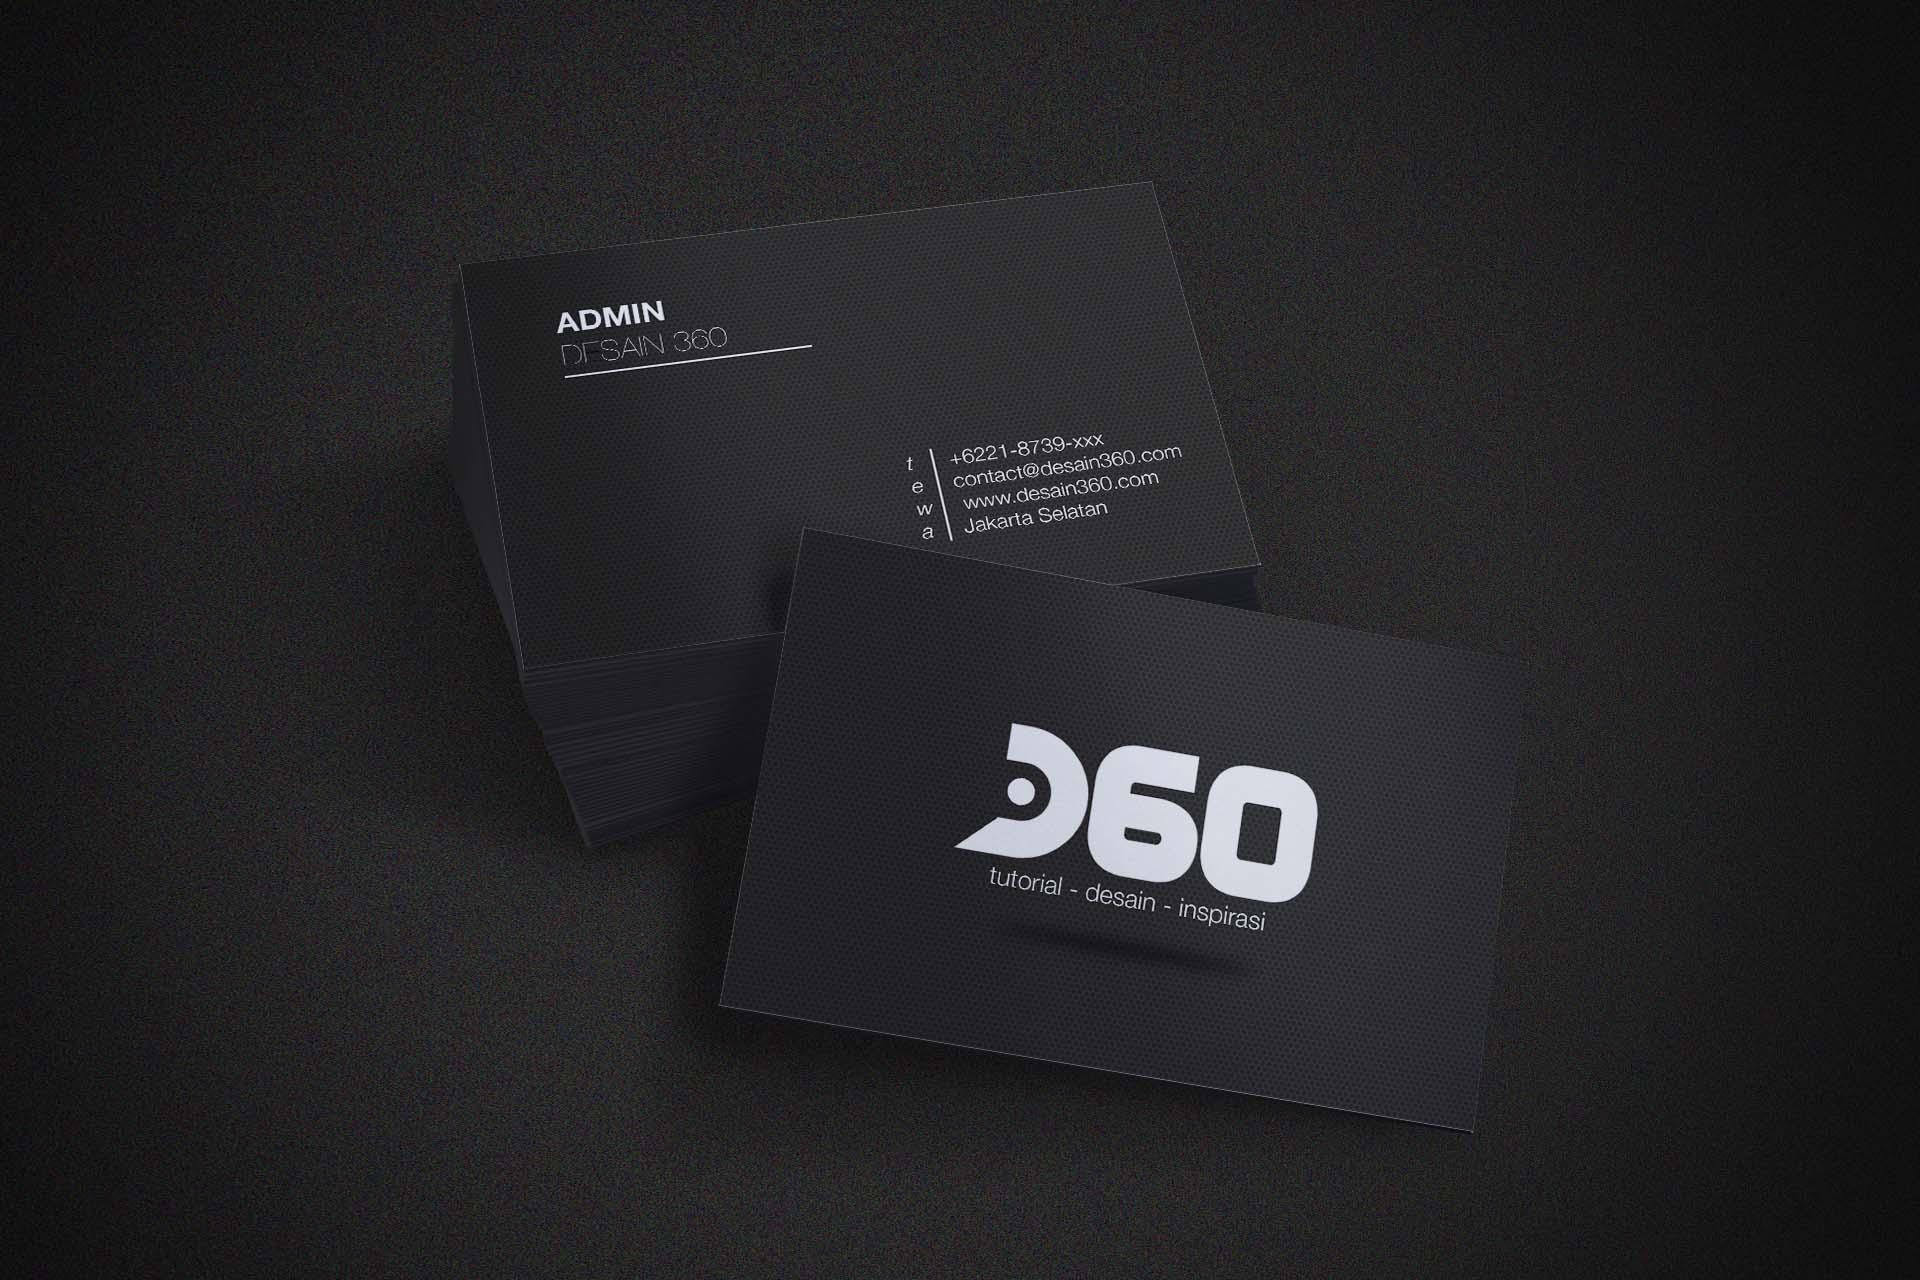 ADMIN
DESAIN 360
t +6221-8739-xxx
e contact@desain360.com
w www.desain360.com
a Jakarta Selatan
D60
tutorial - desain - inspirasi